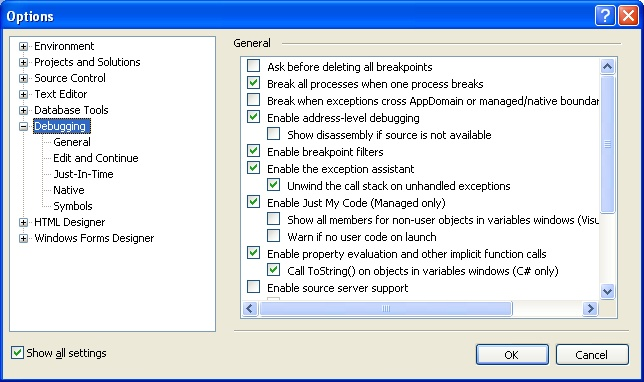 Options
Environment
Projects and Solutions
Source Control
Text Editor
Database Tools
Debugging
General
Edit and Continue
Just-In-Time
Native
Symbols
HTML Designer
Windows Forms Designer
General
Ask before deleting all breakpoints
Break all processes when one process breaks
Break when exceptions cross AppDomain or managed/native boundar
Enable address-level debugging
Show disassembly if source is not available
Enable breakpoint filters
Enable the exception assistant
Unwind the call stack on unhandled exceptions
Enable Just My Code (Managed only)
Show all members for non-user objects in variables windows (Visu
Warn if no user code on launch
Enable property evaluation and other implicit function calls
Call ToString() on objects in variables windows (C# only)
Enable source server support
Show all settings
OK
Cancel